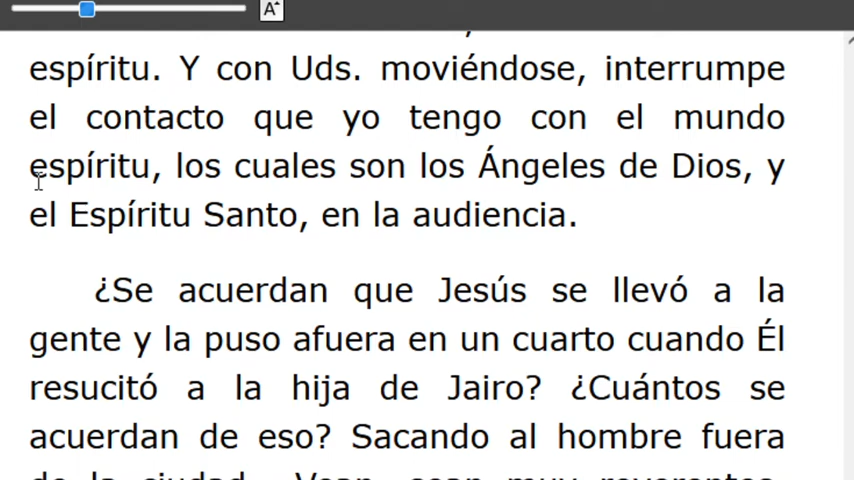 A
espíritu. Y con Uds. moviéndose, interrumpe
el contacto que yo tengo con el mundo
espíritu, los cuales son los Ángeles de Dios, y
el Espíritu Santo, en la audiencia.
¿Se acuerdan que Jesús se llevó a la
gente y la puso afuera en un cuarto cuando Él
resucitó a la hija de Jairo? ¿Cuántos se
acuerdan de eso? Sacando al hombre fuera